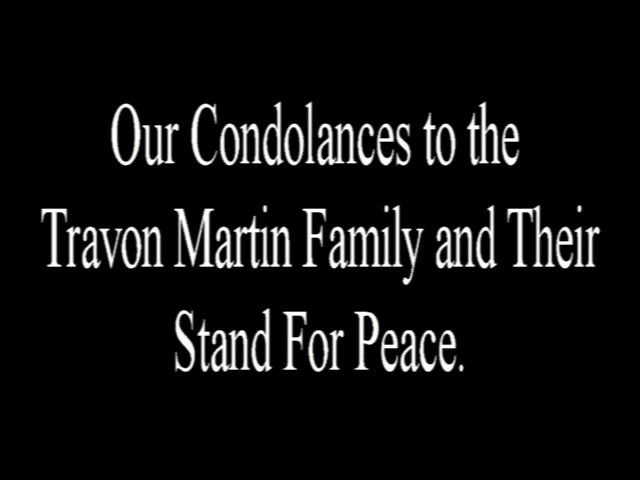 Our Condolances to the
Travon Martin Family and Their
Stand For Peace.